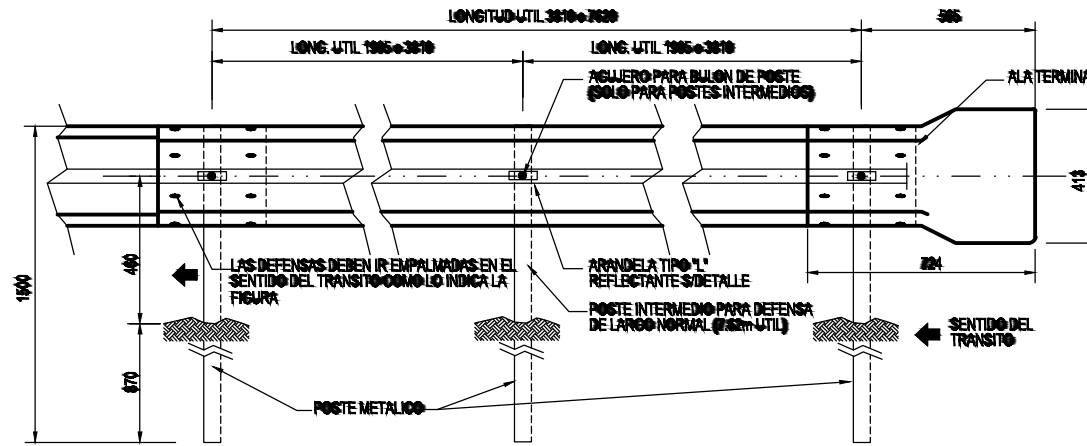 LONGITUD UTIL 3810 o 7620
LONG. UTIL 1905 o 3810
LONG. UTIL 1905 o 3810
AGUJERO PARA BULON DE POSTE
(SOLO PARA POSTES INTERMEDIOS)
ALA TERMINA
413
1500
460
LAS DEFENSAS DEBEN IR EMPALMADAS EN EL
SENTIDO DEL TRANSITO COMO LO INDICA LA
FIGURA
ARANDELA TIPO "L"
REFLECTANTE S/DETALLE
724
POSTE INTERMEDIO PARA DEFENSA
DE LARGO NORMAL (7.62m UTIL)
SENTIDO DEL
TRANSITO
870
POSTE METALICO